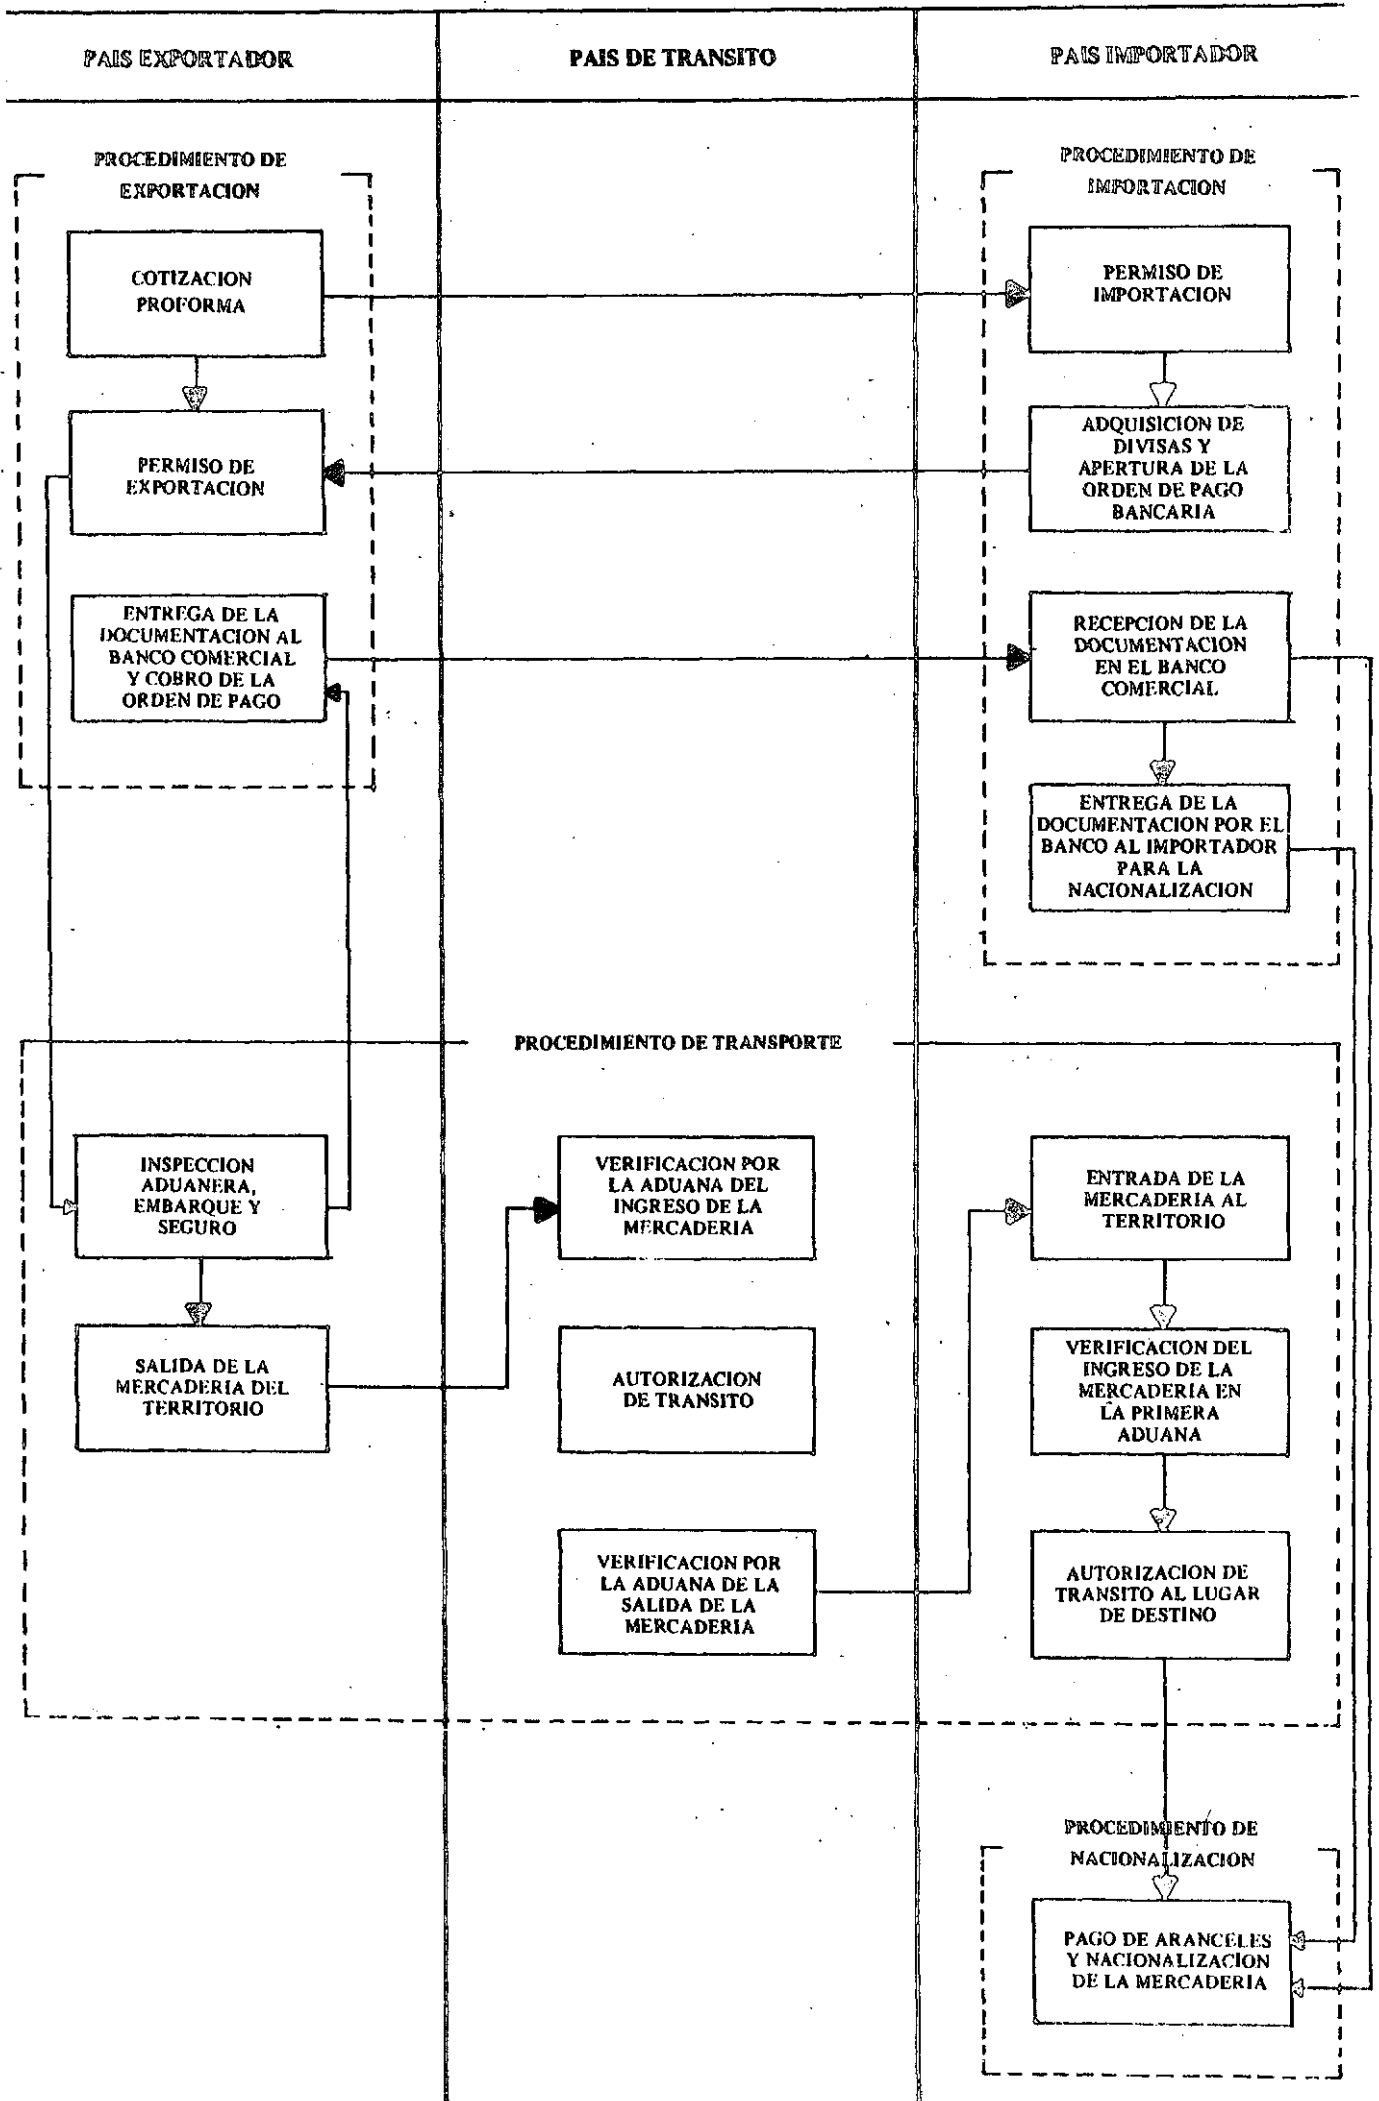 PAIS EXPORTADOR
PAIS DE TRANSITO
PAIS IMPORTADOR
PROCEDIMIENTO DE
EXPORTACION
PROCEDIMIENTO DE
IMPORTACION
COTIZACION
PROFORMA
PERMISO DE
IMPORTACION
PERMISO DE
EXPORTACION
ADQUISICION DE
DIVISAS Y
APERTURA DE LA
ORDEN DE PAGO
BANCARIA
ENTREGA DE LA
DOCUMENTACION AL
BANCO COMERCIAL
Y COBRO DE LA
ORDEN DE PAGO
RECEPCION DE LA
DOCUMENTACION
EN EL BANCO
COMERCIAL
ENTREGA DE LA
DOCUMENTACION POR EL
BANCO AL IMPORTADOR
PARA LA
NACIONALIZACION
PROCEDIMIENTO DE TRANSPORTE
INSPECCION
ADUANERA,
EMBARQUE Y
SEGURO
VERIFICACION POR
LA ADUANA DEL
INGRESO DE LA
MERCADERIA
ENTRADA DE LA
MERCADERIA AL
TERRITORIO
SALIDA DE LA
MERCADERIA DEL
TERRITORIO
AUTORIZACION
DE TRANSITO
VERIFICACION DEL
INGRESO DE LA
MERCADERIA EN
LA PRIMERA
ADUANA
VERIFICACION POR
LA ADUANA DE LA
SALIDA DE LA
MERCADERIA
AUTORIZACION DE
TRANSITO AL LUGAR
DE DESTINO
PROCEDIMIENTO DE
NACIONALIZACION
PAGO DE ARANCELES
Y NACIONALIZACION
DE LA MERCADERIA